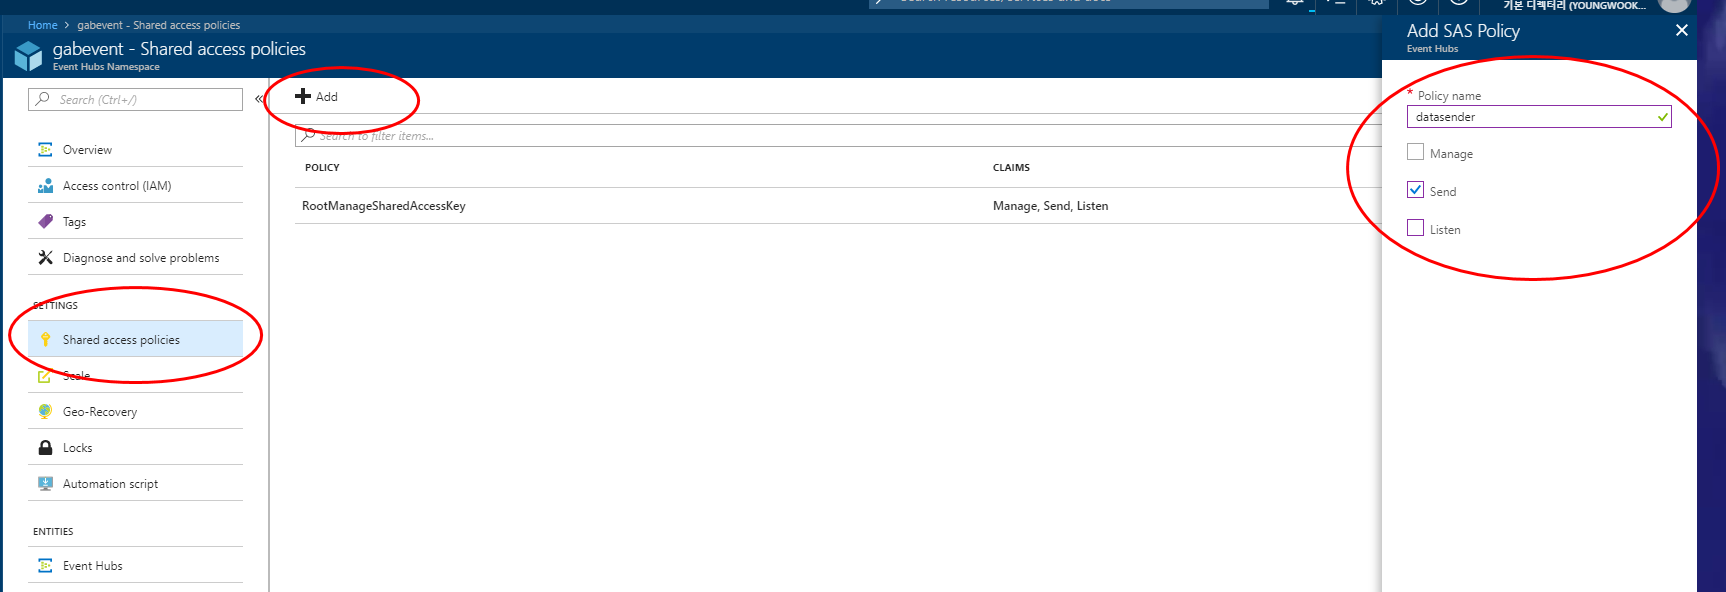 기본 디렉터리 (YOUNGWOOK...
Home > gabevent - Shared access policies
gabevent - Shared access policies
Event Hubs Namespace
Add SAS Policy
Event Hubs
Search (Ctrl+/)
«
Add
Search to filter items...
POLICY
CLAIMS
RootManageSharedAccessKey
Manage, Send, Listen
Overview
Access control (IAM)
Tags
Diagnose and solve problems
SETTINGS
Shared access policies
Scale
Geo-Recovery
Locks
Automation script
ENTITIES
Event Hubs
* Policy name
datasender
Manage
Send
Listen